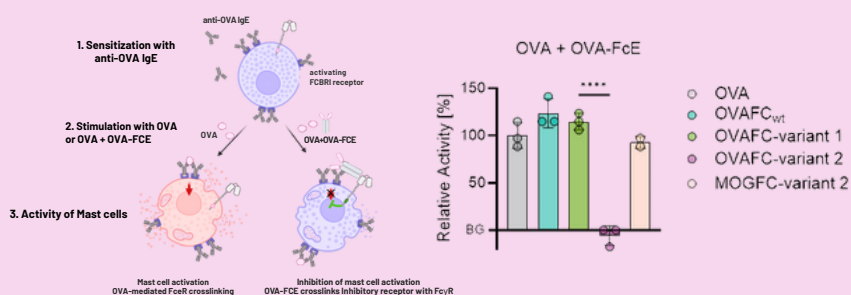 anti-OVA IgE
1. Sensitization with
anti-OVA IgE
activating
FCBRI receptor
2. Stimulation with OVA
or OVA + OVA-FCE
OVA
OVA+OVA-FCE
3. Activity of Mast cells
Mast cell activation
OVA-mediated FceR crosslinking
Inhibition of mast cell activation
OVA-FCE crosslinks Inhibitory receptor with FcγR
OVA + OVA-FcE
Relative Activity [%]
150
100
50
BG
****
OVA
OVAFCwt
OVAFC-variant 1
OVAFC-variant 2
MOGFC-variant 2